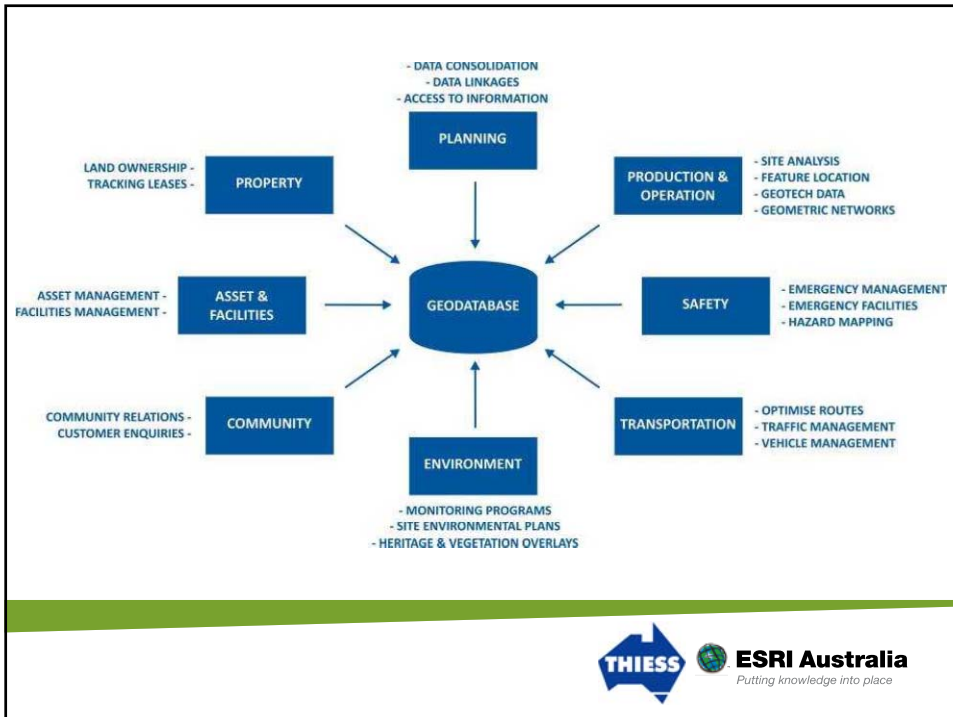 - DATA CONSOLIDATION
- DATA LINKAGES
- ACCESS TO INFORMATION
PLANNING
LAND OWNERSHIP -
TRACKING LEASES -
PROPERTY
PRODUCTION &
OPERATION
- SITE ANALYSIS
- FEATURE LOCATION
- GEOTECH DATA
- GEOMETRIC NETWORKS
ASSET MANAGEMENT -
FACILITIES MANAGEMENT -
ASSET &
FACILITIES
GEODATABASE
SAFETY
- EMERGENCY MANAGEMENT
- EMERGENCY FACILITIES
- HAZARD MAPPING
COMMUNITY RELATIONS -
CUSTOMER ENQUIRIES -
COMMUNITY
TRANSPORTATION
- OPTIMISE ROUTES
- TRAFFIC MANAGEMENT
- VEHICLE MANAGEMENT
ENVIRONMENT
- MONITORING PROGRAMS
- SITE ENVIRONMENTAL PLANS
- HERITAGE & VEGETATION OVERLAYS
THIESS
ESRI Australia
Putting knowledge into place